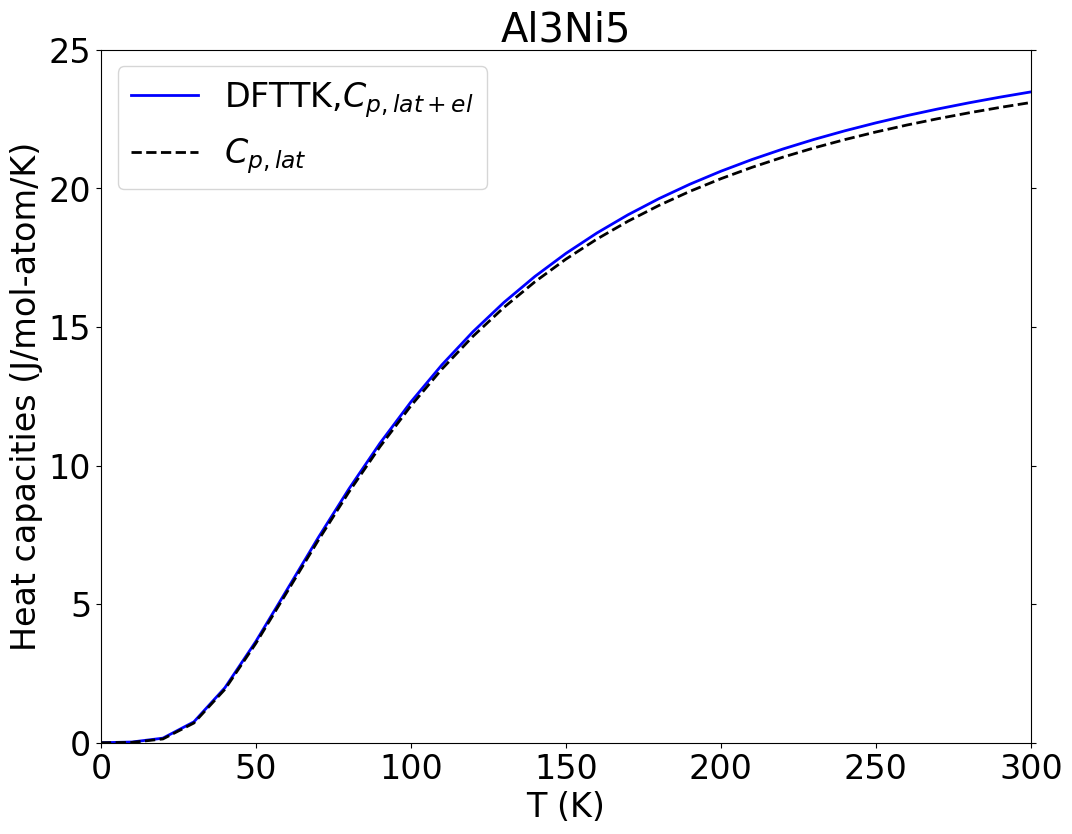 Al3Ni5
25
20
15
10
5
0
Heat capacities (J/mol-atom/K)
DFTTK,$C_{p,lat+el}$
$C_{p,lat}$
0 50 100 150 200 250 300
T (K)